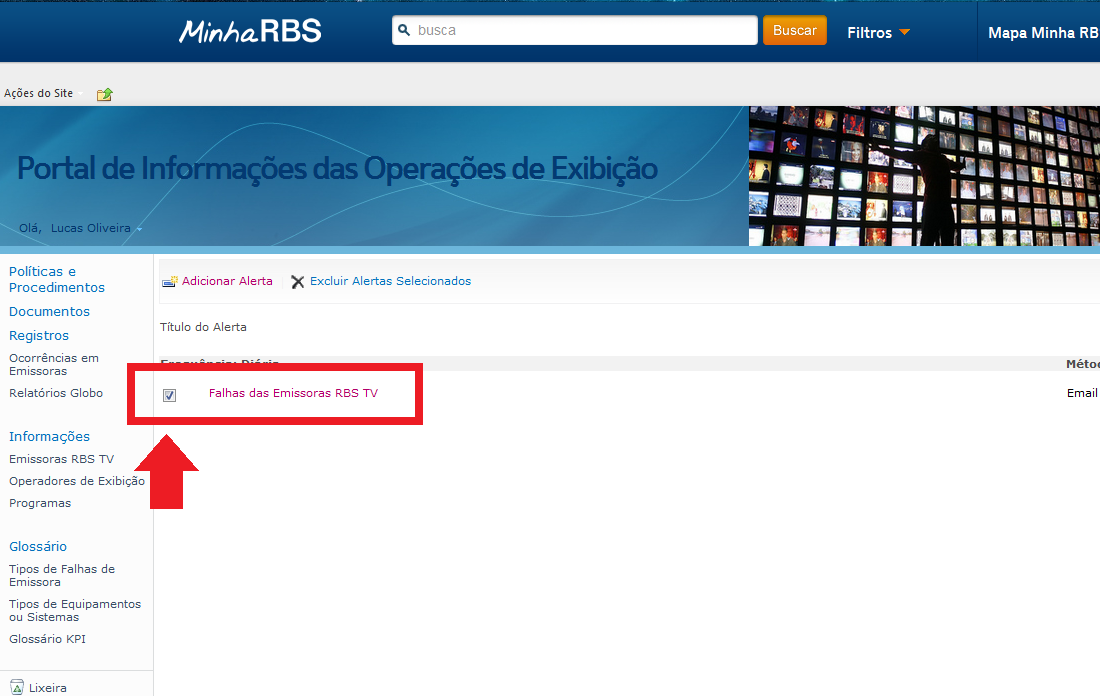 MinhaRBS
busca
Buscar
Filtros
Mapa Minha RB
Ações do Site
Portal de Informações das Operações de Exibição
Olá, Lucas Oliveira
Políticas e
Procedimentos
Documentos
Registros
Ocorrências em
Emissoras
Relatórios Globo
Informações
Emissoras RBS TV
Operadores de Exibição
Programas
Glossário
Tipos de Falhas de
Emissora
Tipos de Equipamentos
ou Sistemas
Glossário KPI
Lixeira
Adicionar Alerta
Excluir Alertas Selecionados
Título do Alerta
Frequência: Diária
Méto
Falhas das Emissoras RBS TV
Email